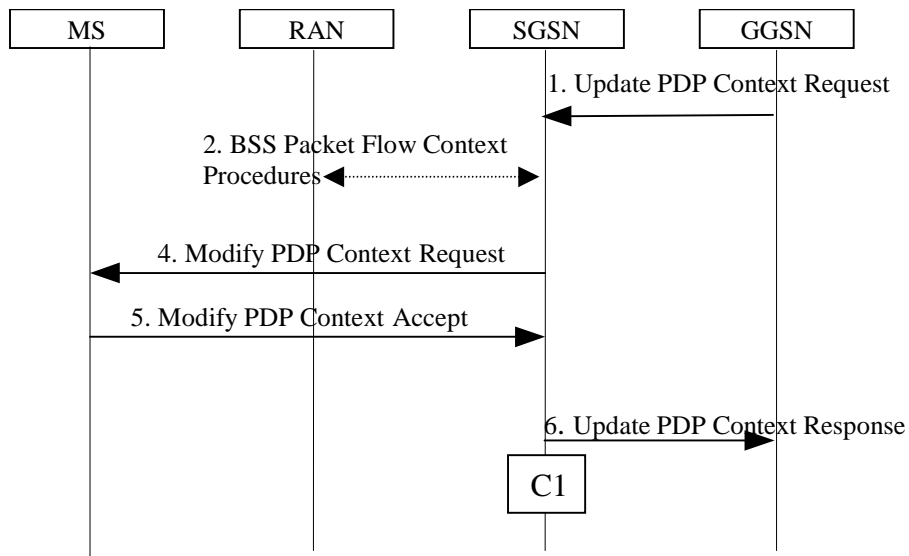 MS
RAN
SGSN
GGSN
1. Update PDP Context Request
2. BSS Packet Flow Context
Procedures
4. Modify PDP Context Request
5. Modify PDP Context Accept
6. Update PDP Context Response
C1